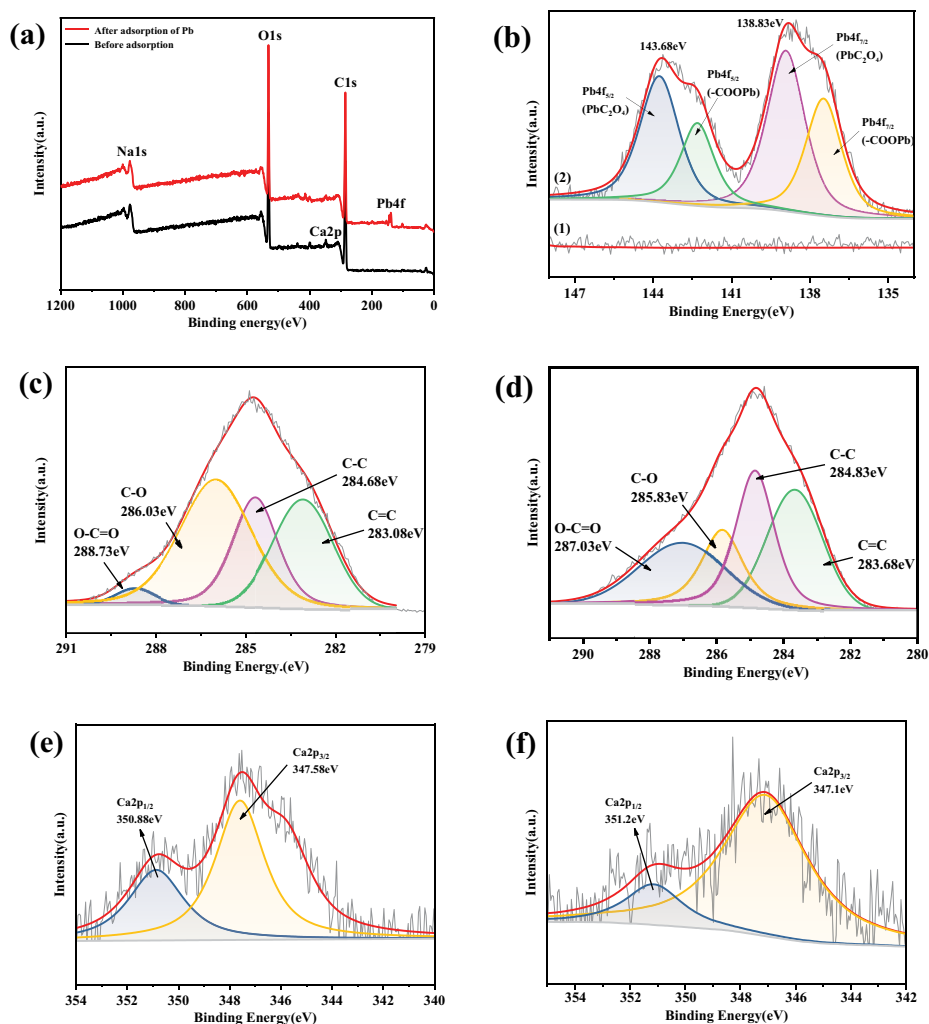 (a)
After adsorption of Pb
Before adsorption
O1s
C1s
Na1s
Pb4f
Ca2p
Intensity(a.u.)
1200 1000 800 600 400 200 0
Binding energy(eV)
(b)
143.68eV
138.83eV
Pb4f5/2
(PbC2O4)
Pb4f5/2
(-COOPb)
Pb4f7/2
(PbC2O4)
Pb4f7/2
(-COOPb)
(2)
(1)
Intensity(a.u.)
147 144 141 138 135
Binding Energy(eV)
(c)
O-C=O
288.73eV
C-O
286.03eV
C-C
284.68eV
C=C
283.08eV
Intensity(a.u.)
291 288 285 282 279
Binding Energy.(eV)
(d)
O-C=O
287.03eV
C-O
285.83eV
C-C
284.83eV
C=C
283.68eV
Intensity(a.u.)
290 288 286 284 282 280
Binding Energy(eV)
(e)
Ca2p1/2
350.88eV
Ca2p3/2
347.58eV
Intensity(a.u.)
354 352 350 348 346 344 342 340
Binding Energy(eV)
(f)
Ca2p1/2
351.2eV
Ca2p3/2
347.1eV
Intensity(a.u.)
354 352 350 348 346 344 342
Binding Energy(eV)